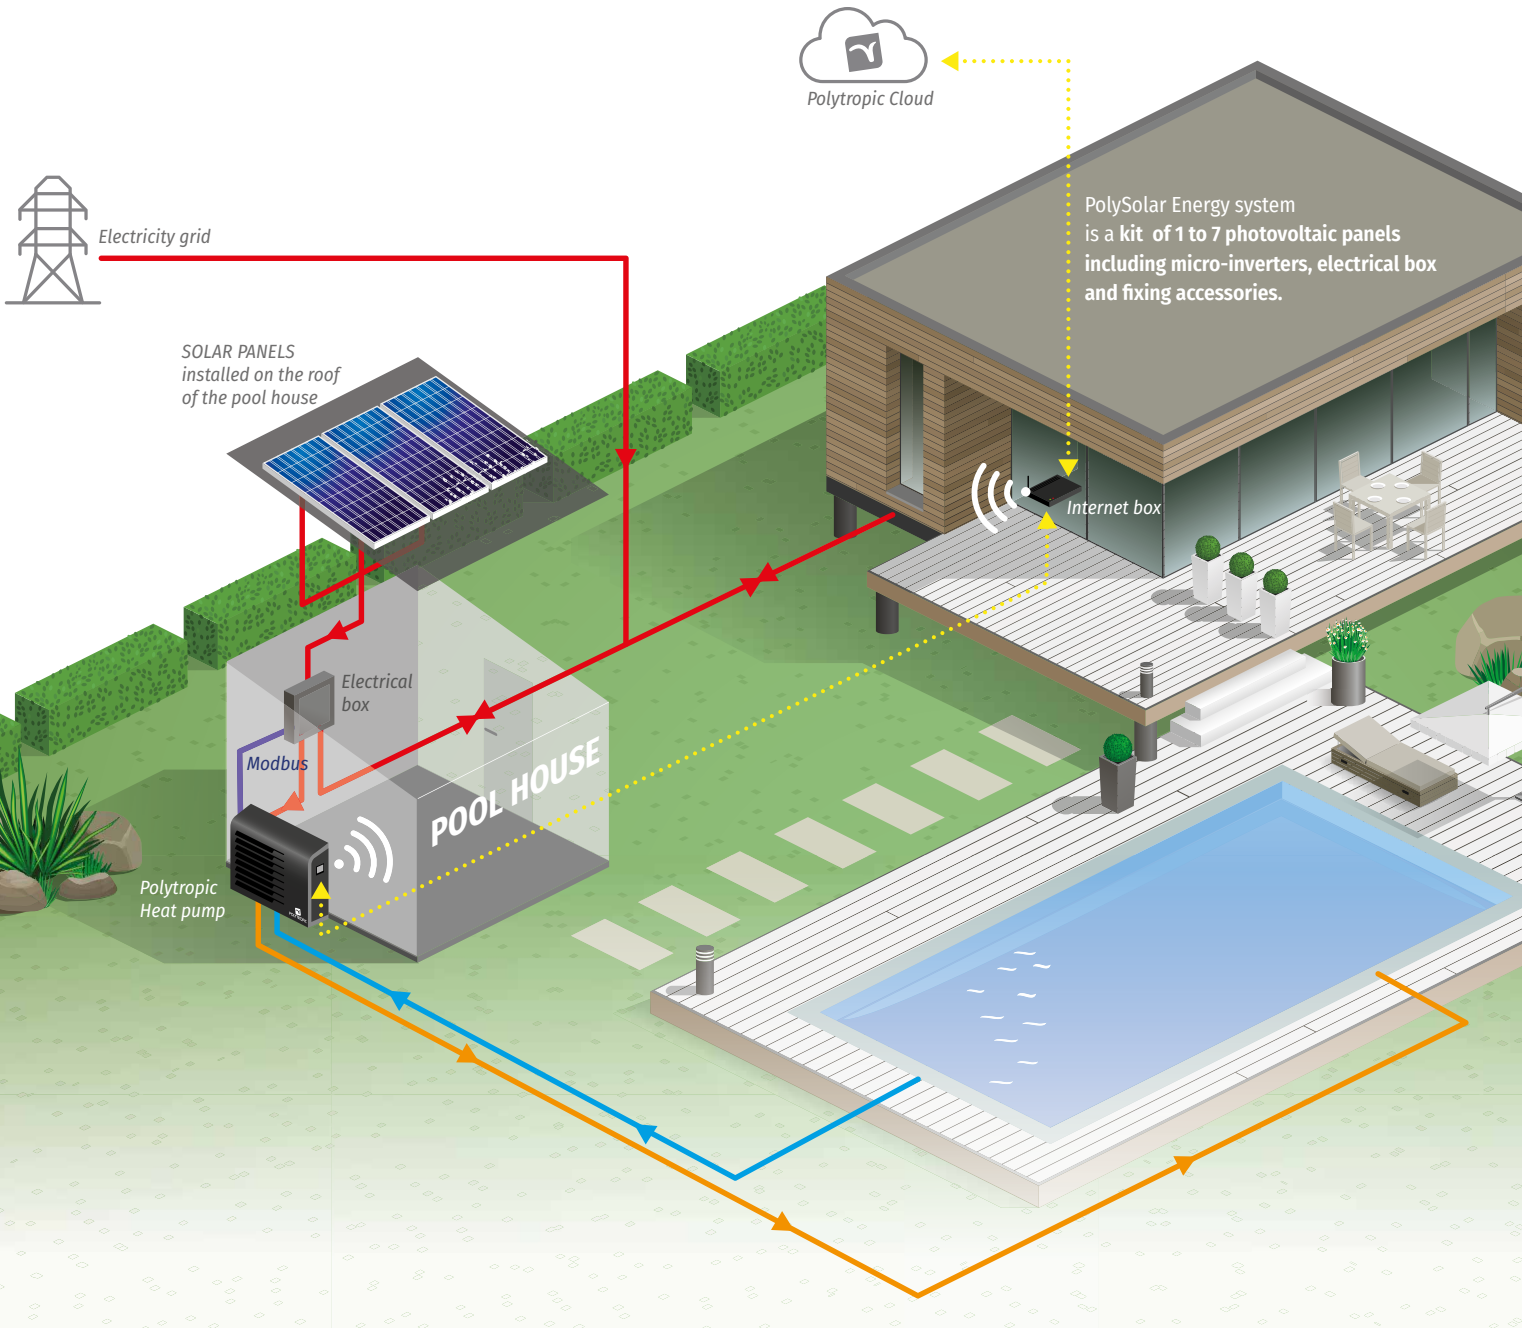 Polytropic Cloud
PolySolar Energy system
is a kit of 1 to 7 photovoltaic panels
including micro-inverters, electrical box
and fixing accessories.
Electricity grid
SOLAR PANELS
installed on the roof
of the pool house
Internet box
Electrical
box
Modbus
POOL HOUSE
Polytropic
Heat pump